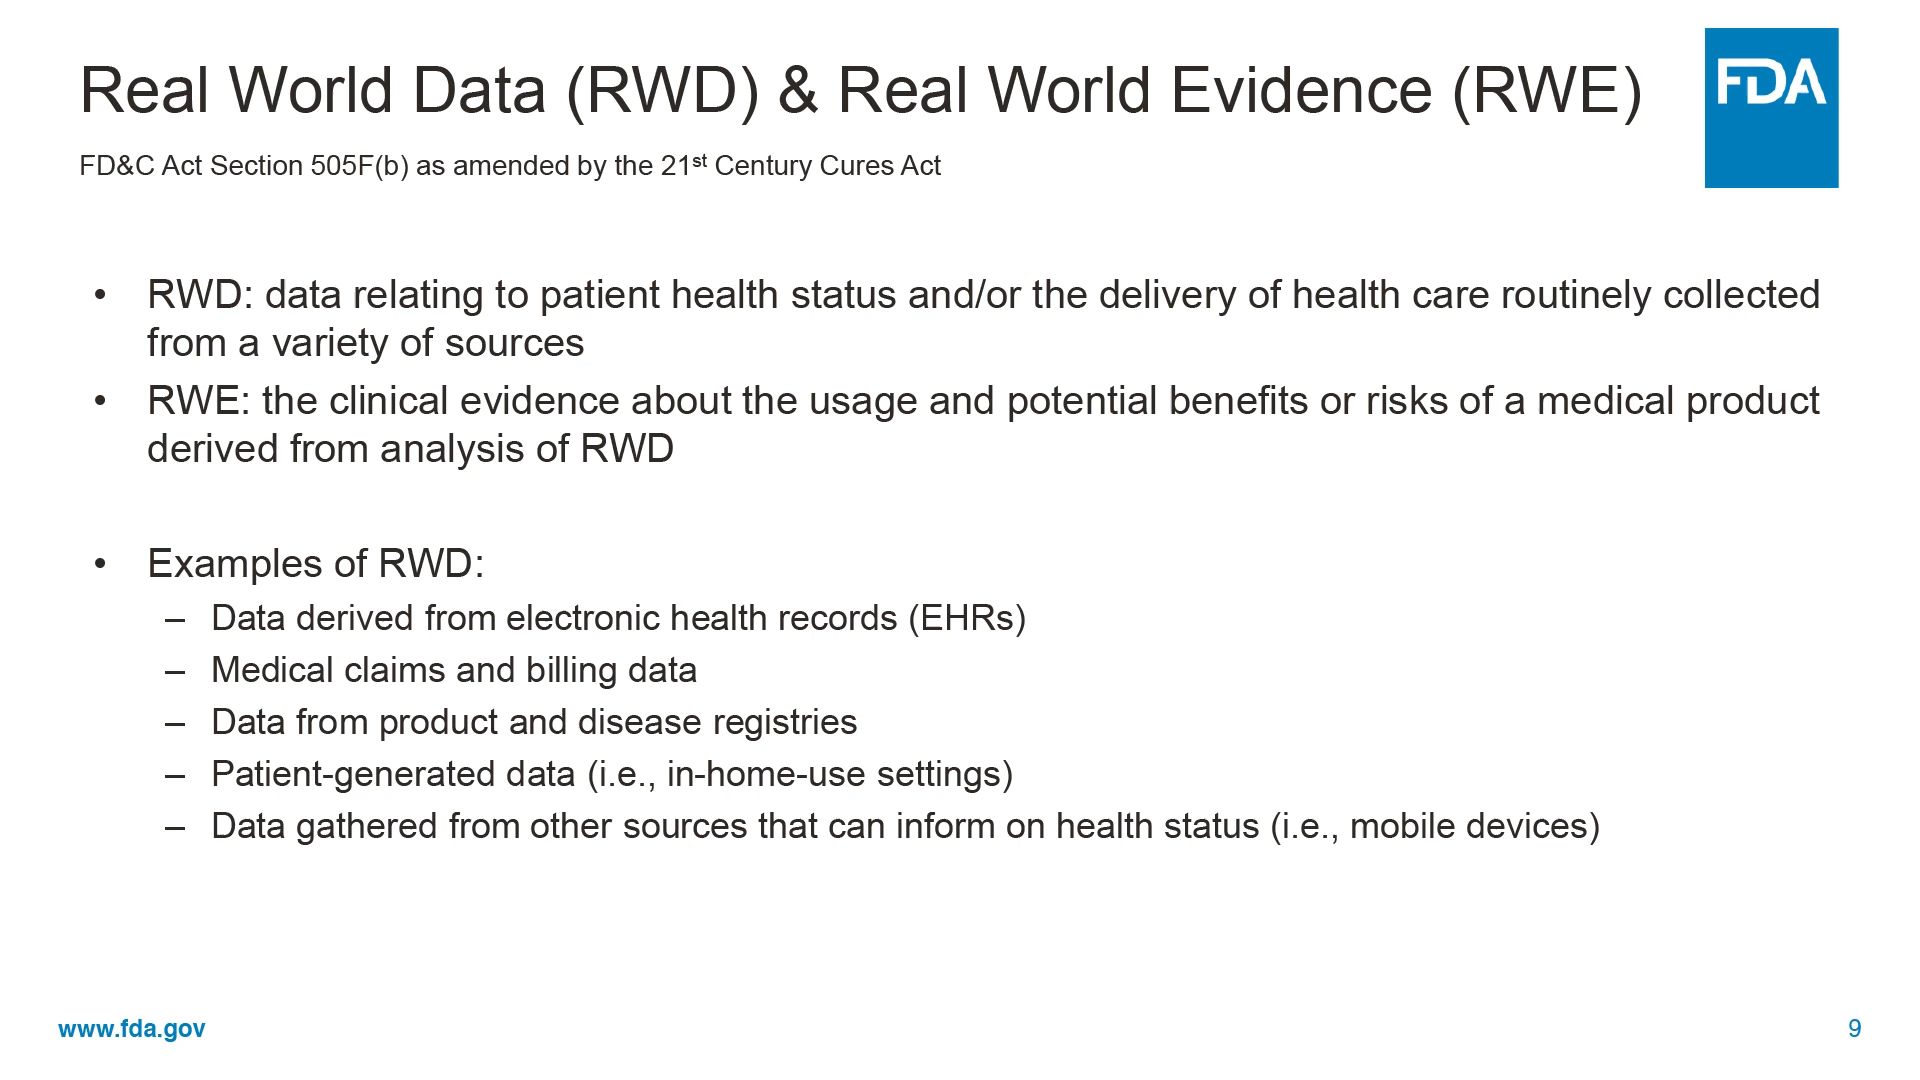 Real World Data (RWD) & Real World Evidence (RWE)
FDA
FD&C Act Section 505F(b) as amended by the 21st Century Cures Act
• RWD: data relating to patient health status and/or the delivery of health care routinely collected
from a variety of sources
• RWE: the clinical evidence about the usage and potential benefits or risks of a medical product
derived from analysis of RWD
• Examples of RWD:
– Data derived from electronic health records (EHRs)
– Medical claims and billing data
– Data from product and disease registries
– Patient-generated data (i.e., in-home-use settings)
– Data gathered from other sources that can inform on health status (i.e., mobile devices)
www.fda.gov
9